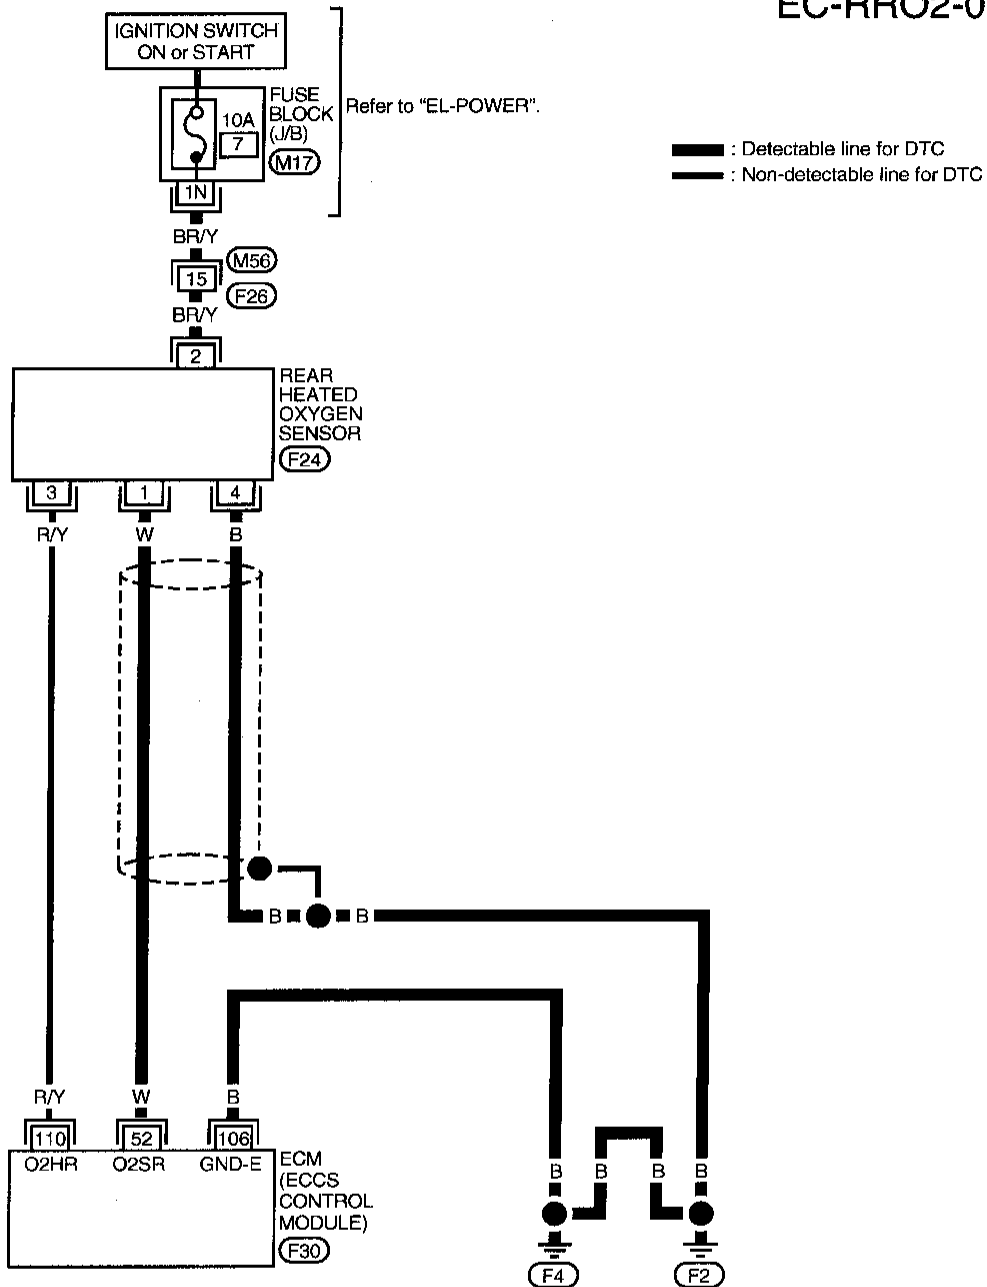 EC-RRO2-0
IGNITION SWITCH
ON or START
FUSE
BLOCK
(J/B)
M17
10A
7
Refer to "EL-POWER".
: Detectable line for DTC
: Non-detectable line for DTC
1N
BR/Y
M56
15
F26
BR/Y
2
REAR
HEATED
OXYGEN
SENSOR
F24
3 1 4
R/Y W B
B B
R/Y W B
110 52 106
O2HR O2SR GND-E
ECM
(ECCS
CONTROL
MODULE)
F30
B B B B
F4 F2